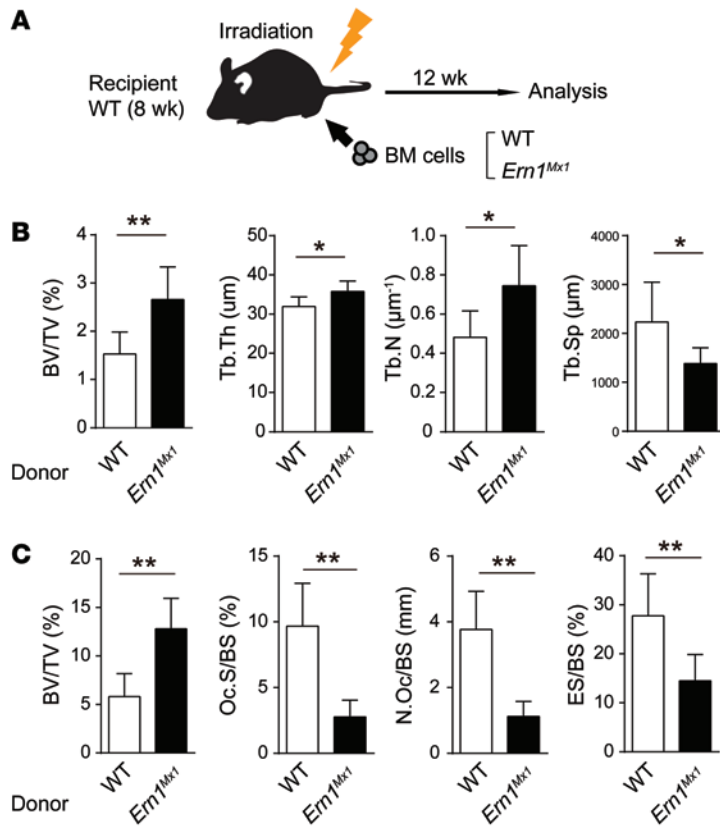 A
Irradiation
Recipient
WT (8 wk)
12 wk
Analysis
BM cells
WT
Ern1Mx1
B
BV/TV (%)
4
3
2
1
0
**
WT
Ern1Mx1
Tb.Th (um)
50
40
30
20
10
0
*
WT
Ern1Mx1
Tb.N (µm-1)
1
0.8
0.6
0.4
0.2
0
*
WT
Ern1Mx1
Tb.Sp (µm)
4000
3000
2000
1000
0
*
WT
Ern1Mx1
Donor
C
BV/TV (%)
20
15
10
5
0
**
WT
Ern1Mx1
Oc.S/BS (%)
15
10
5
0
**
WT
Ern1Mx1
N.Oc/BS (mm)
6
4
2
0
**
WT
Ern1Mx1
ES/BS (%)
40
30
20
10
0
**
WT
Ern1Mx1
Donor